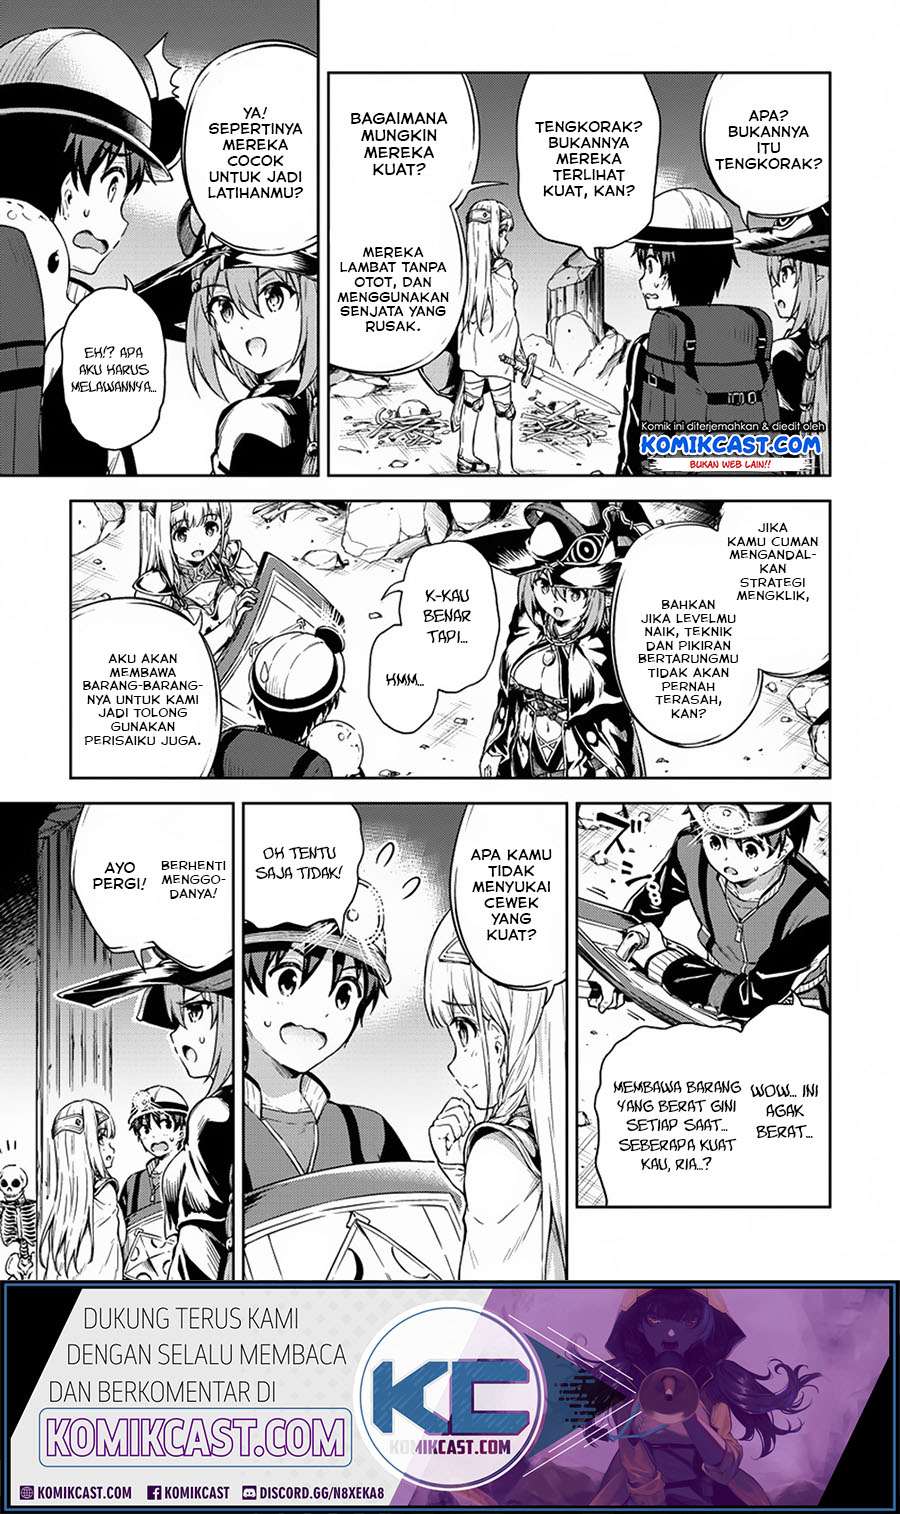 APA?
BUKANNYA
ITU
TENGKORAK?
TENGKORAK?
BUKANNYA
MEREKA
TERLIHAT
KUAT, KAN?
BAGAIMANA
MUNGKIN
MEREKA
KUAT?
MEREKA
LAMBAT TANPA
OTOT, DAN
MENGGUNAKAN
SENJATA YANG
RUSAK.
Komik ini diterjemahkan & diedit oleh
KOMIKCAST.COM
BUKAN WEB LAIN!!
YA!
SEPERTINYA
MEREKA
COCOK
UNTUK JADI
LATIHANMU?
EH!? APA
AKU HARUS
MELAWANNYA...
JIKA
KAMU CUMAN
MENGANDAL-
KAN
STRATEGI
MENGKLIK,
BAHKAN
JIKA LEVELMU
NAIK, TEKNIK
DAN PIKIRAN
BERTARUNGMU
TIDAK AKAN
PERNAH
TERASAH,
KAN?
K-KAU
BENAR
TAPI...
HMM...
AKU AKAN
MEMBAWA
BARANG-BARANG-
NYA UNTUK KAMI
JADI TOLONG
GUNAKAN
PERISAIKU JUGA.
WOW... INI
AGAK
BERAT...
MEMBAWA BARANG
YANG BERAT GINI
SETIAP SAAT...
SEBERAPA KUAT
KAU, RIA...?
APA KAMU
TIDAK
MENYUKAI
CEWEK
YANG
KUAT?
OH TENTU
SAJA TIDAK!
BERHENTI
MENGGO-
DANYA!
AYO
PERGI!
DUKUNG TERUS KAMI
DENGAN SELALU MEMBACA
DAN BERKOMENTAR DI
KOMIKCAST.COM
KC
KOMIKCAST.COM
KOMIKCAST.COM
KOMIKCAST
DISCORD.GG/N8XEKA8